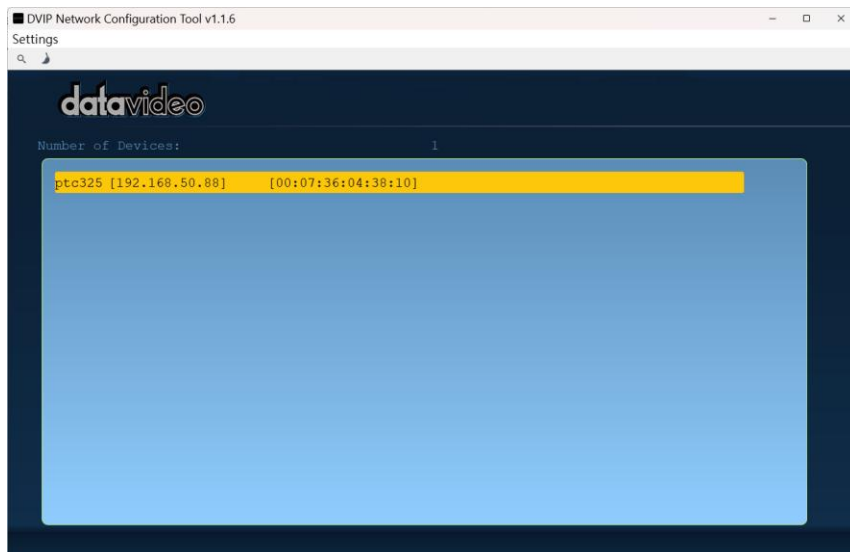 DVIP Network Configuration Tool v1.1.6
Settings
datavideo
Number of Devices: 1
ptc325 [192.168.50.88] [00:07:36:04:38:10]